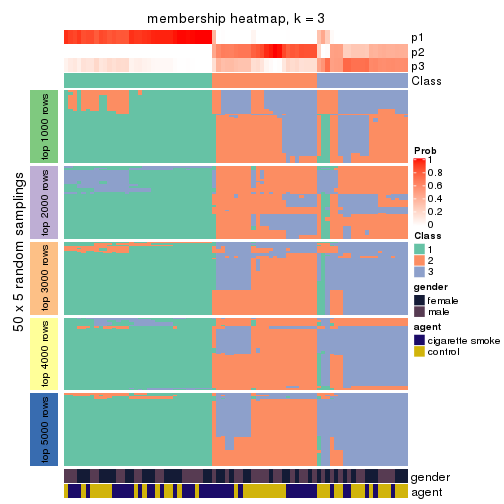 membership heatmap, k = 3
p1
p2
p3
Class
50 x 5 random samplings
top 1000 rows
top 2000 rows
top 3000 rows
top 4000 rows
top 5000 rows
gender
agent
Prob
1
0.8
0.6
0.4
0.2
0
Class
1
2
3
gender
female
male
agent
cigarette smoke
control